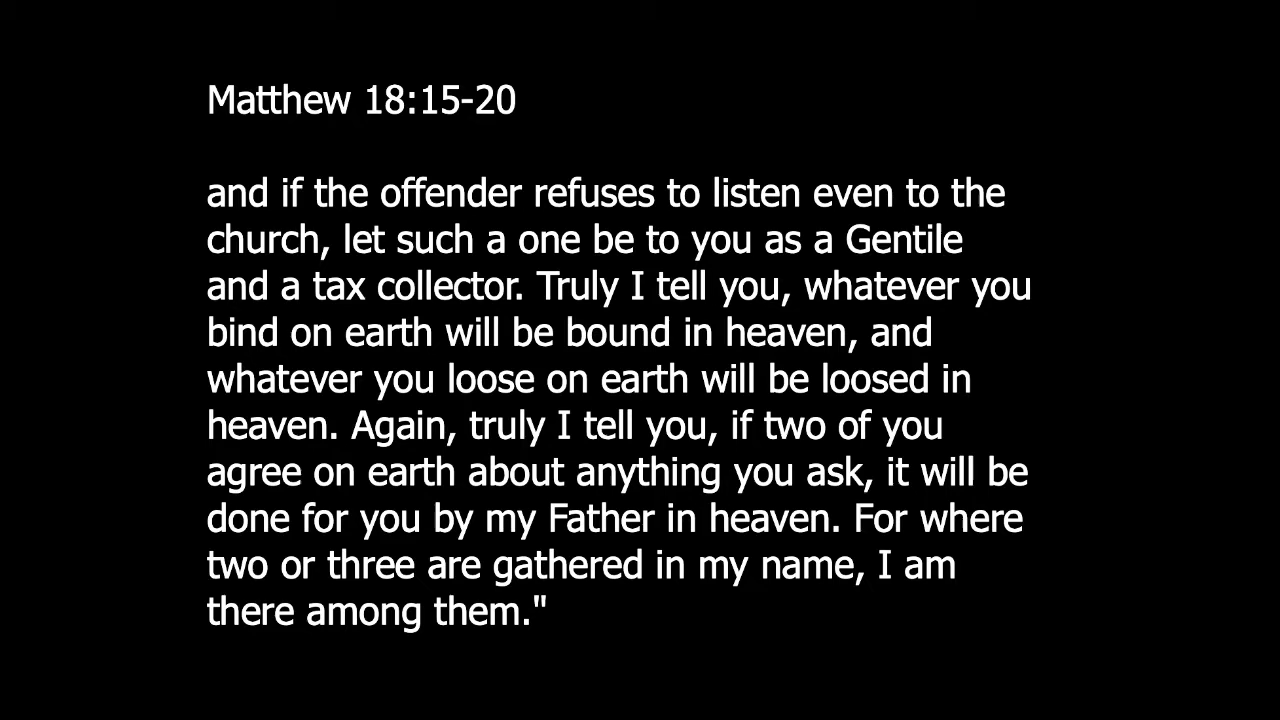 Matthew 18:15-20
and if the offender refuses to listen even to the
church, let such a one be to you as a Gentile
and a tax collector. Truly I tell you, whatever you
bind on earth will be bound in heaven, and
whatever you loose on earth will be loosed in
heaven. Again, truly I tell you, if two of you
agree on earth about anything you ask, it will be
done for you by my Father in heaven. For where
two or three are gathered in my name, I am
there among them."